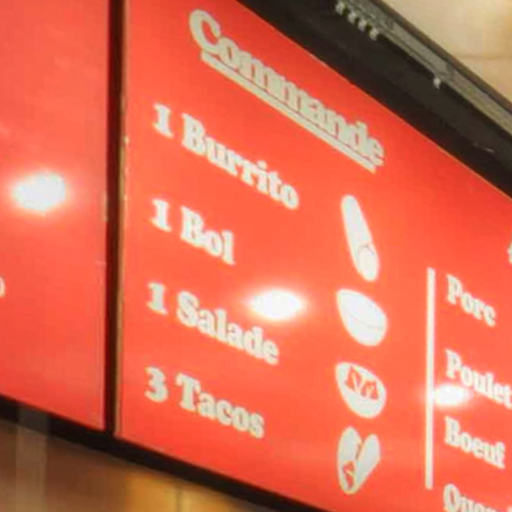 Commande
1 Burrito
1 Bol
1 Salade
3 Tacos
Porc
Poulet
Boeuf